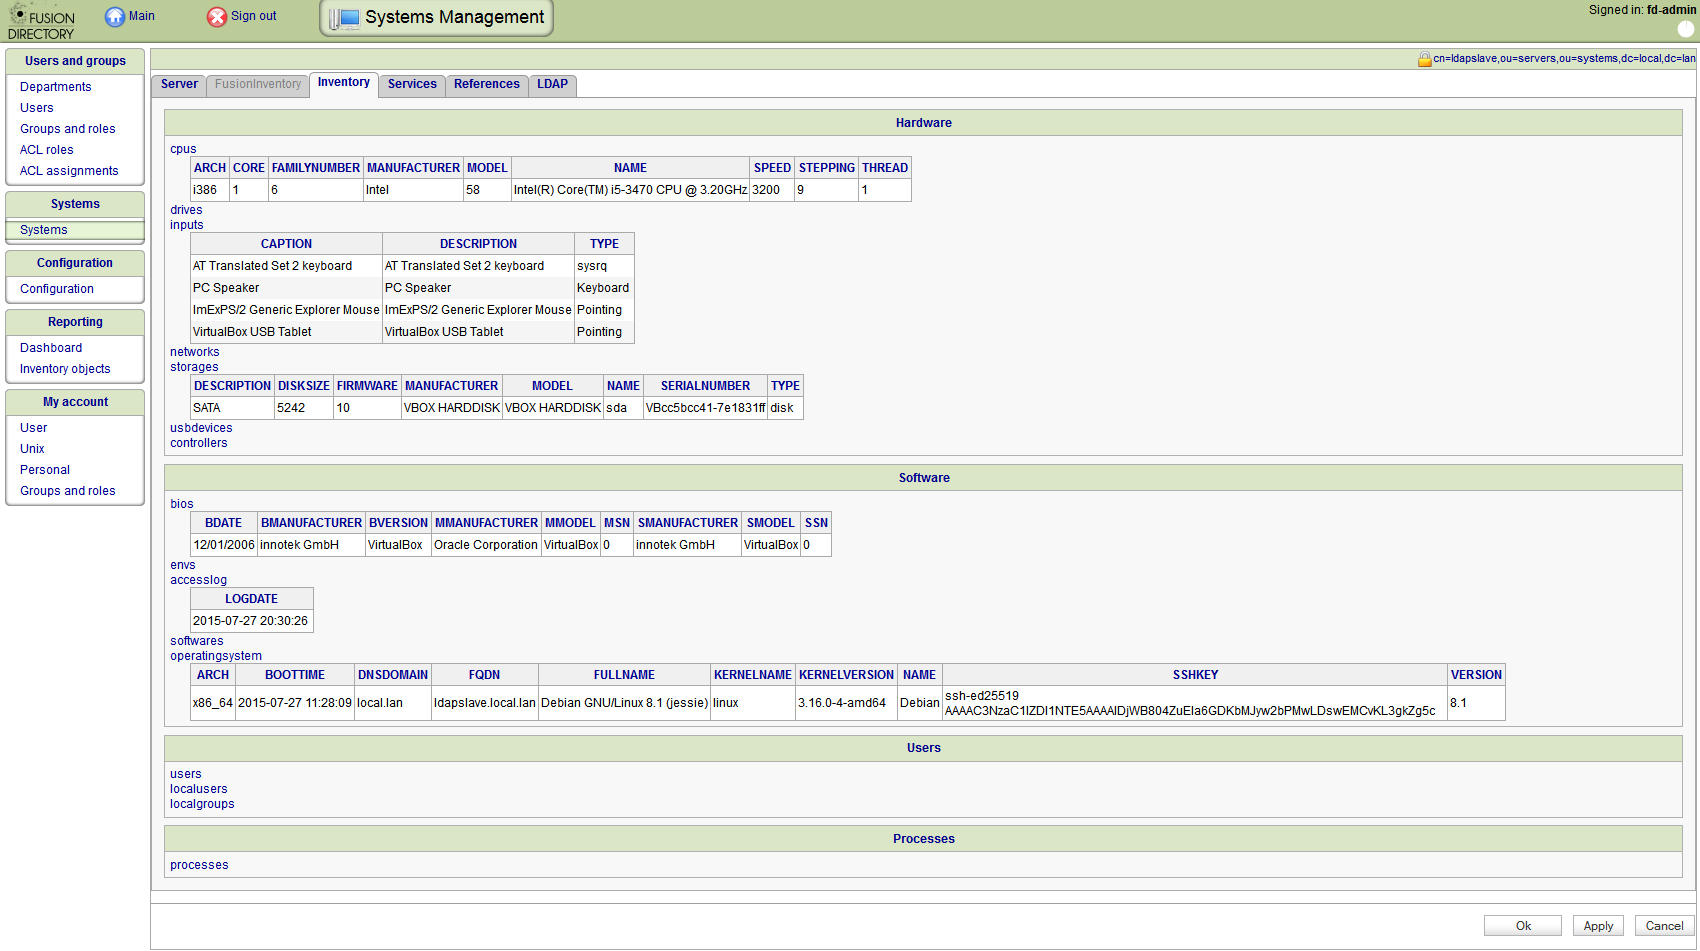 FUSION
DIRECTORY
Main
Sign out
Systems Management
Signed in: fd-admin
Users and groups
Departments
Users
Groups and roles
ACL roles
ACL assignments
Systems
Systems
Configuration
Configuration
Reporting
Dashboard
Inventory objects
My account
User
Unix
Personal
Groups and roles
cn=ldapslave,ou=servers,ou=systems,dc=local,dc=lan
Server FusionInventory Inventory Services References LDAP
Hardware
cpus
ARCH CORE FAMILYNUMBER MANUFACTURER MODEL NAME SPEED STEPPING THREAD
i386 1 6 Intel 58 Intel(R) Core(TM) i5-3470 CPU @ 3.20GHz 3200 9 1
drives
inputs
CAPTION DESCRIPTION TYPE
AT Translated Set 2 keyboard AT Translated Set 2 keyboard sysrq
PC Speaker PC Speaker Keyboard
ImExPS/2 Generic Explorer Mouse ImExPS/2 Generic Explorer Mouse Pointing
VirtualBox USB Tablet VirtualBox USB Tablet Pointing
networks
storages
DESCRIPTION DISKSIZE FIRMWARE MANUFACTURER MODEL NAME SERIALNUMBER TYPE
SATA 5242 10 VBOX HARDDISK VBOX HARDDISK sda VBcc5bcc41-7e1831ff disk
usbdevices
controllers
Software
bios
BDATE BMANUFACTURER BVERSION MMANUFACTURER MMODEL MSN SMANUFACTURER SMODEL SSN
12/01/2006 innotek GmbH VirtualBox Oracle Corporation VirtualBox 0 innotek GmbH VirtualBox 0
envs
accesslog
LOGDATE
2015-07-27 20:30:26
softwares
operatingsystem
ARCH BOOTTIME DNSDOMAIN FQDN FULLNAME KERNELNAME KERNELVERSION NAME SSHKEY VERSION
x86_64 2015-07-27 11:28:09 local.lan ldapslave.local.lan Debian GNU/Linux 8.1 (jessie) linux 3.16.0-4-amd64 Debian ssh-ed25519 8.1
AAAAC3NzaC1lZDI1NTE5AAAAIDjWB804ZuEla6GDKbMJyw2bPMwLDswEMCvKL3gkZg5c
Users
users
localusers
localgroups
Processes
processes
Ok Apply Cancel